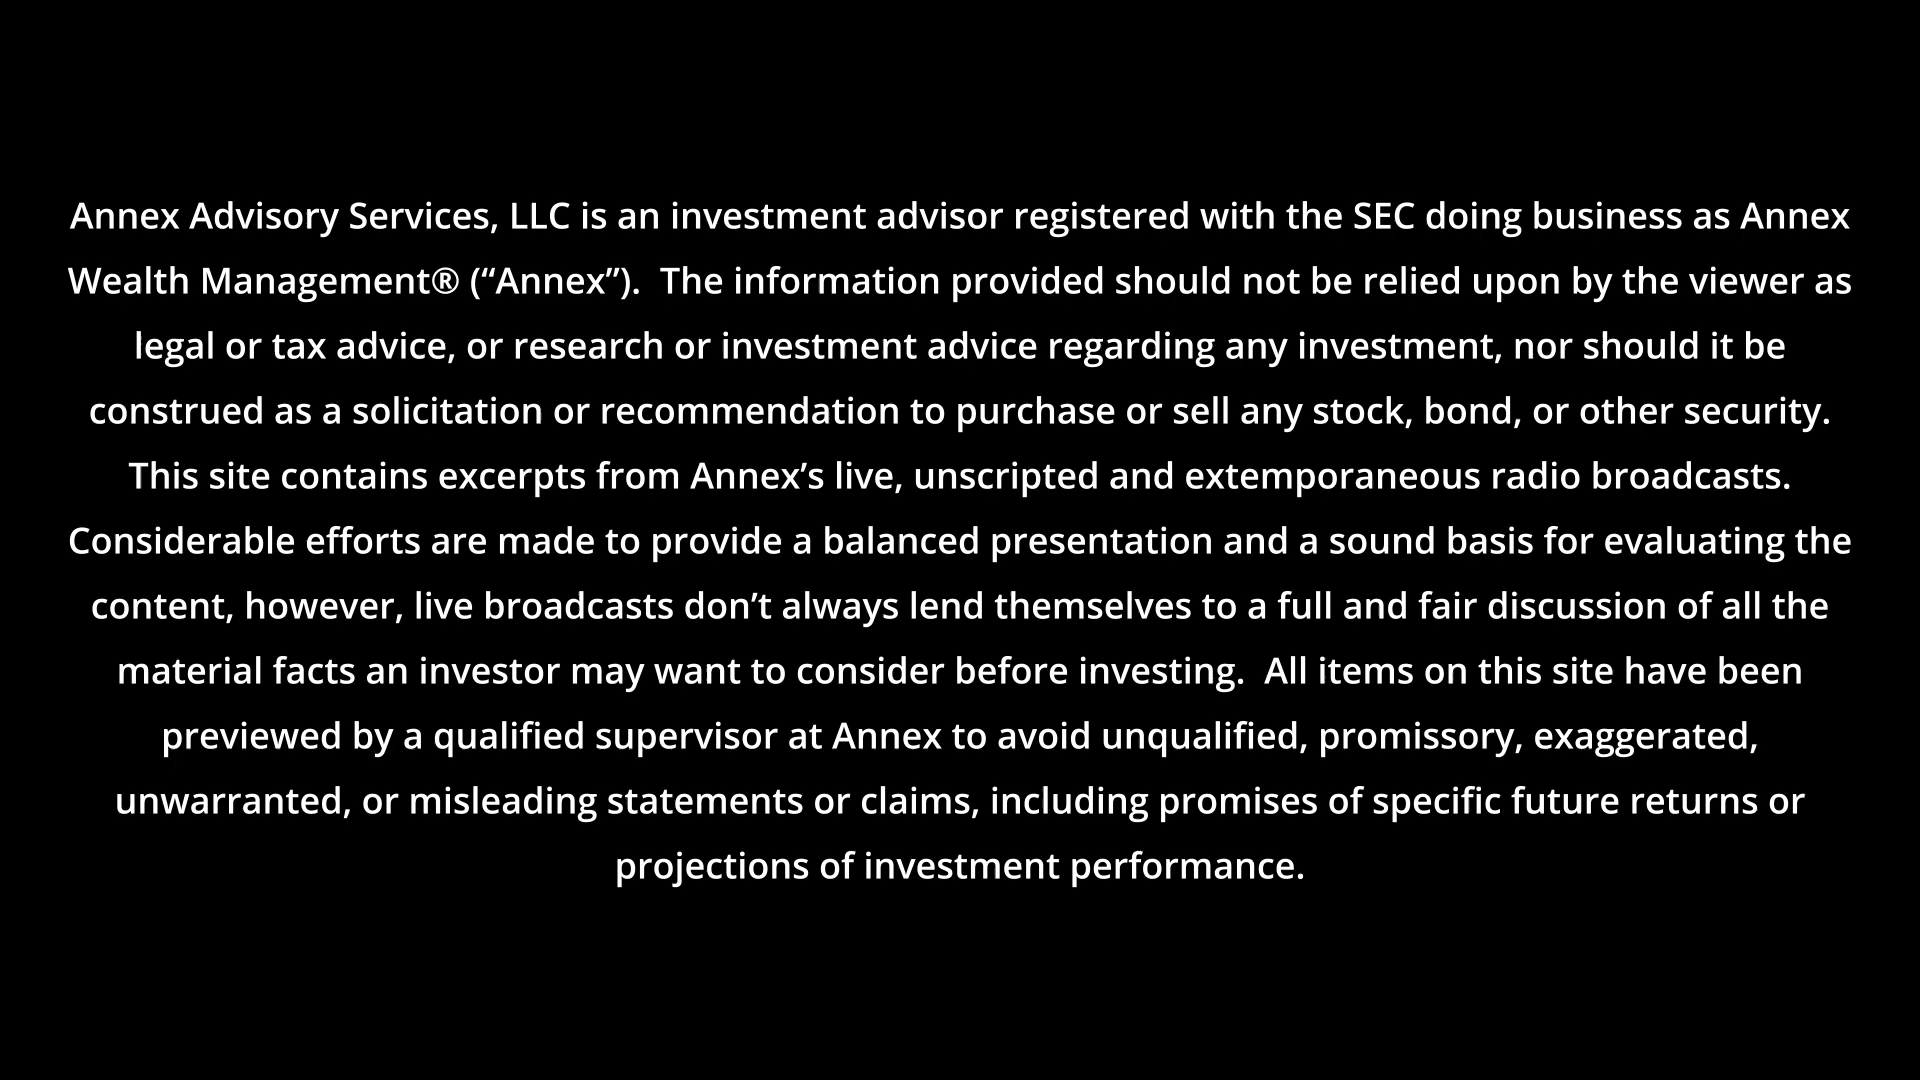 Annex Advisory Services, LLC is an investment advisor registered with the SEC doing business as Annex
Wealth Management® (“Annex”).  The information provided should not be relied upon by the viewer as
legal or tax advice, or research or investment advice regarding any investment, nor should it be
construed as a solicitation or recommendation to purchase or sell any stock, bond, or other security.
This site contains excerpts from Annex’s live, unscripted and extemporaneous radio broadcasts.
Considerable efforts are made to provide a balanced presentation and a sound basis for evaluating the
content, however, live broadcasts don’t always lend themselves to a full and fair discussion of all the
material facts an investor may want to consider before investing.  All items on this site have been
previewed by a qualified supervisor at Annex to avoid unqualified, promissory, exaggerated,
unwarranted, or misleading statements or claims, including promises of specific future returns or
projections of investment performance.